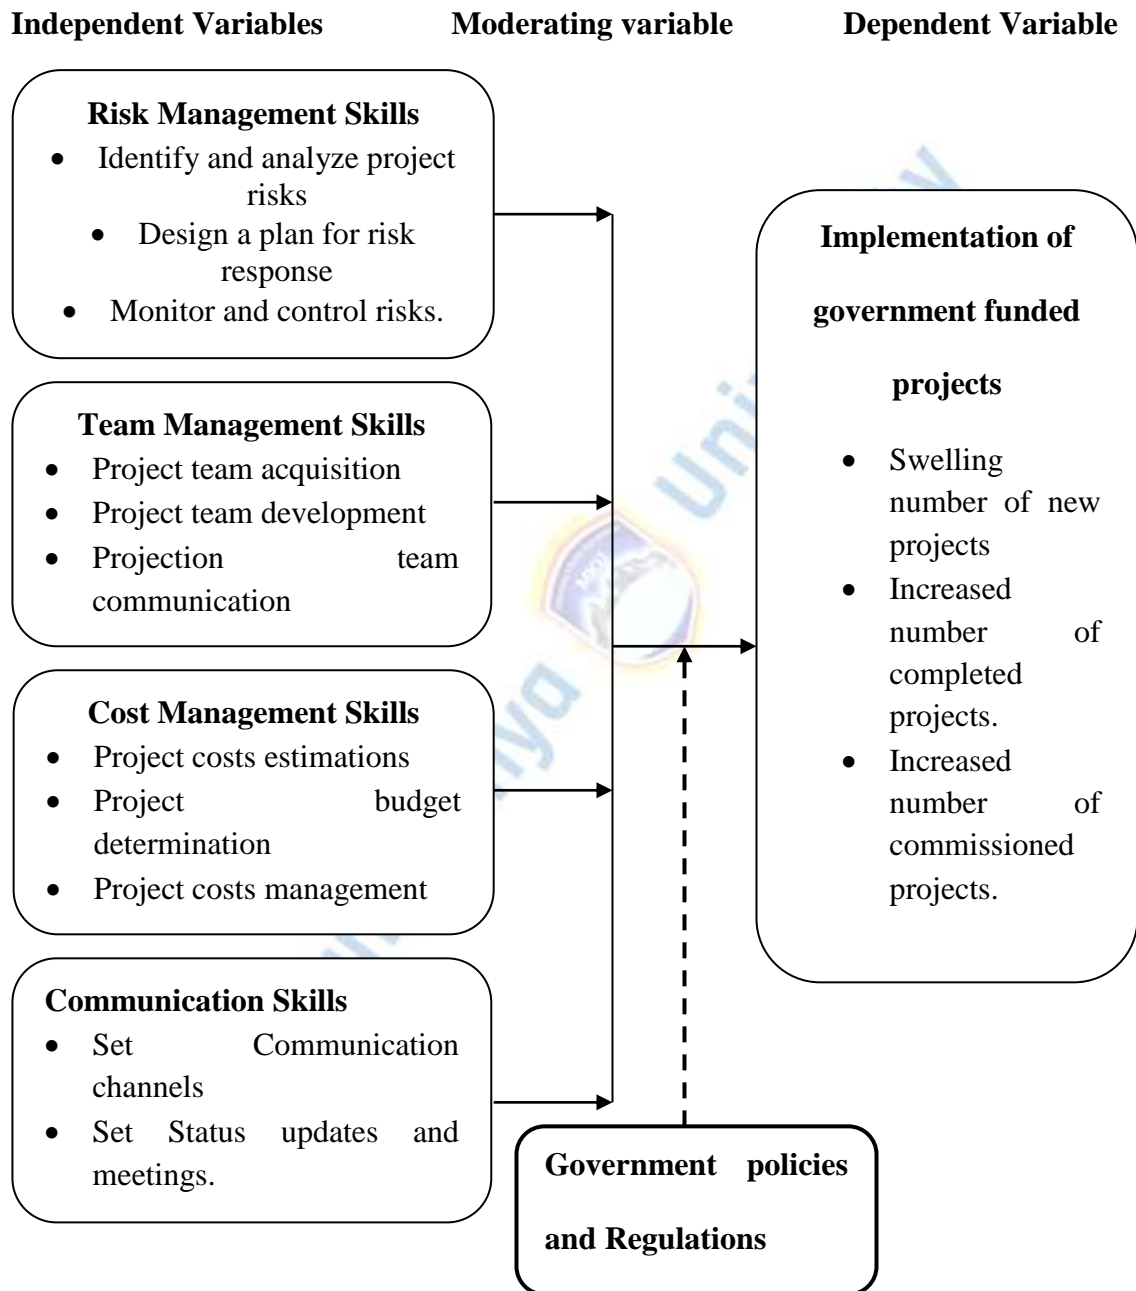 Independent Variables Moderating variable Dependent Variable
Risk Management Skills
• Identify and analyze project
risks
• Design a plan for risk
response
• Monitor and control risks.
Team Management Skills
• Project team acquisition
• Project team development
• Projection team
communication
Cost Management Skills
• Project costs estimations
• Project budget
determination
• Project costs management
Communication Skills
• Set Communication
channels
• Set Status updates and
meetings.
Government policies
and Regulations
Implementation of
government funded
projects
• Swelling
number of new
projects
• Increased
number of
completed
projects.
• Increased
number of
commissioned
projects.